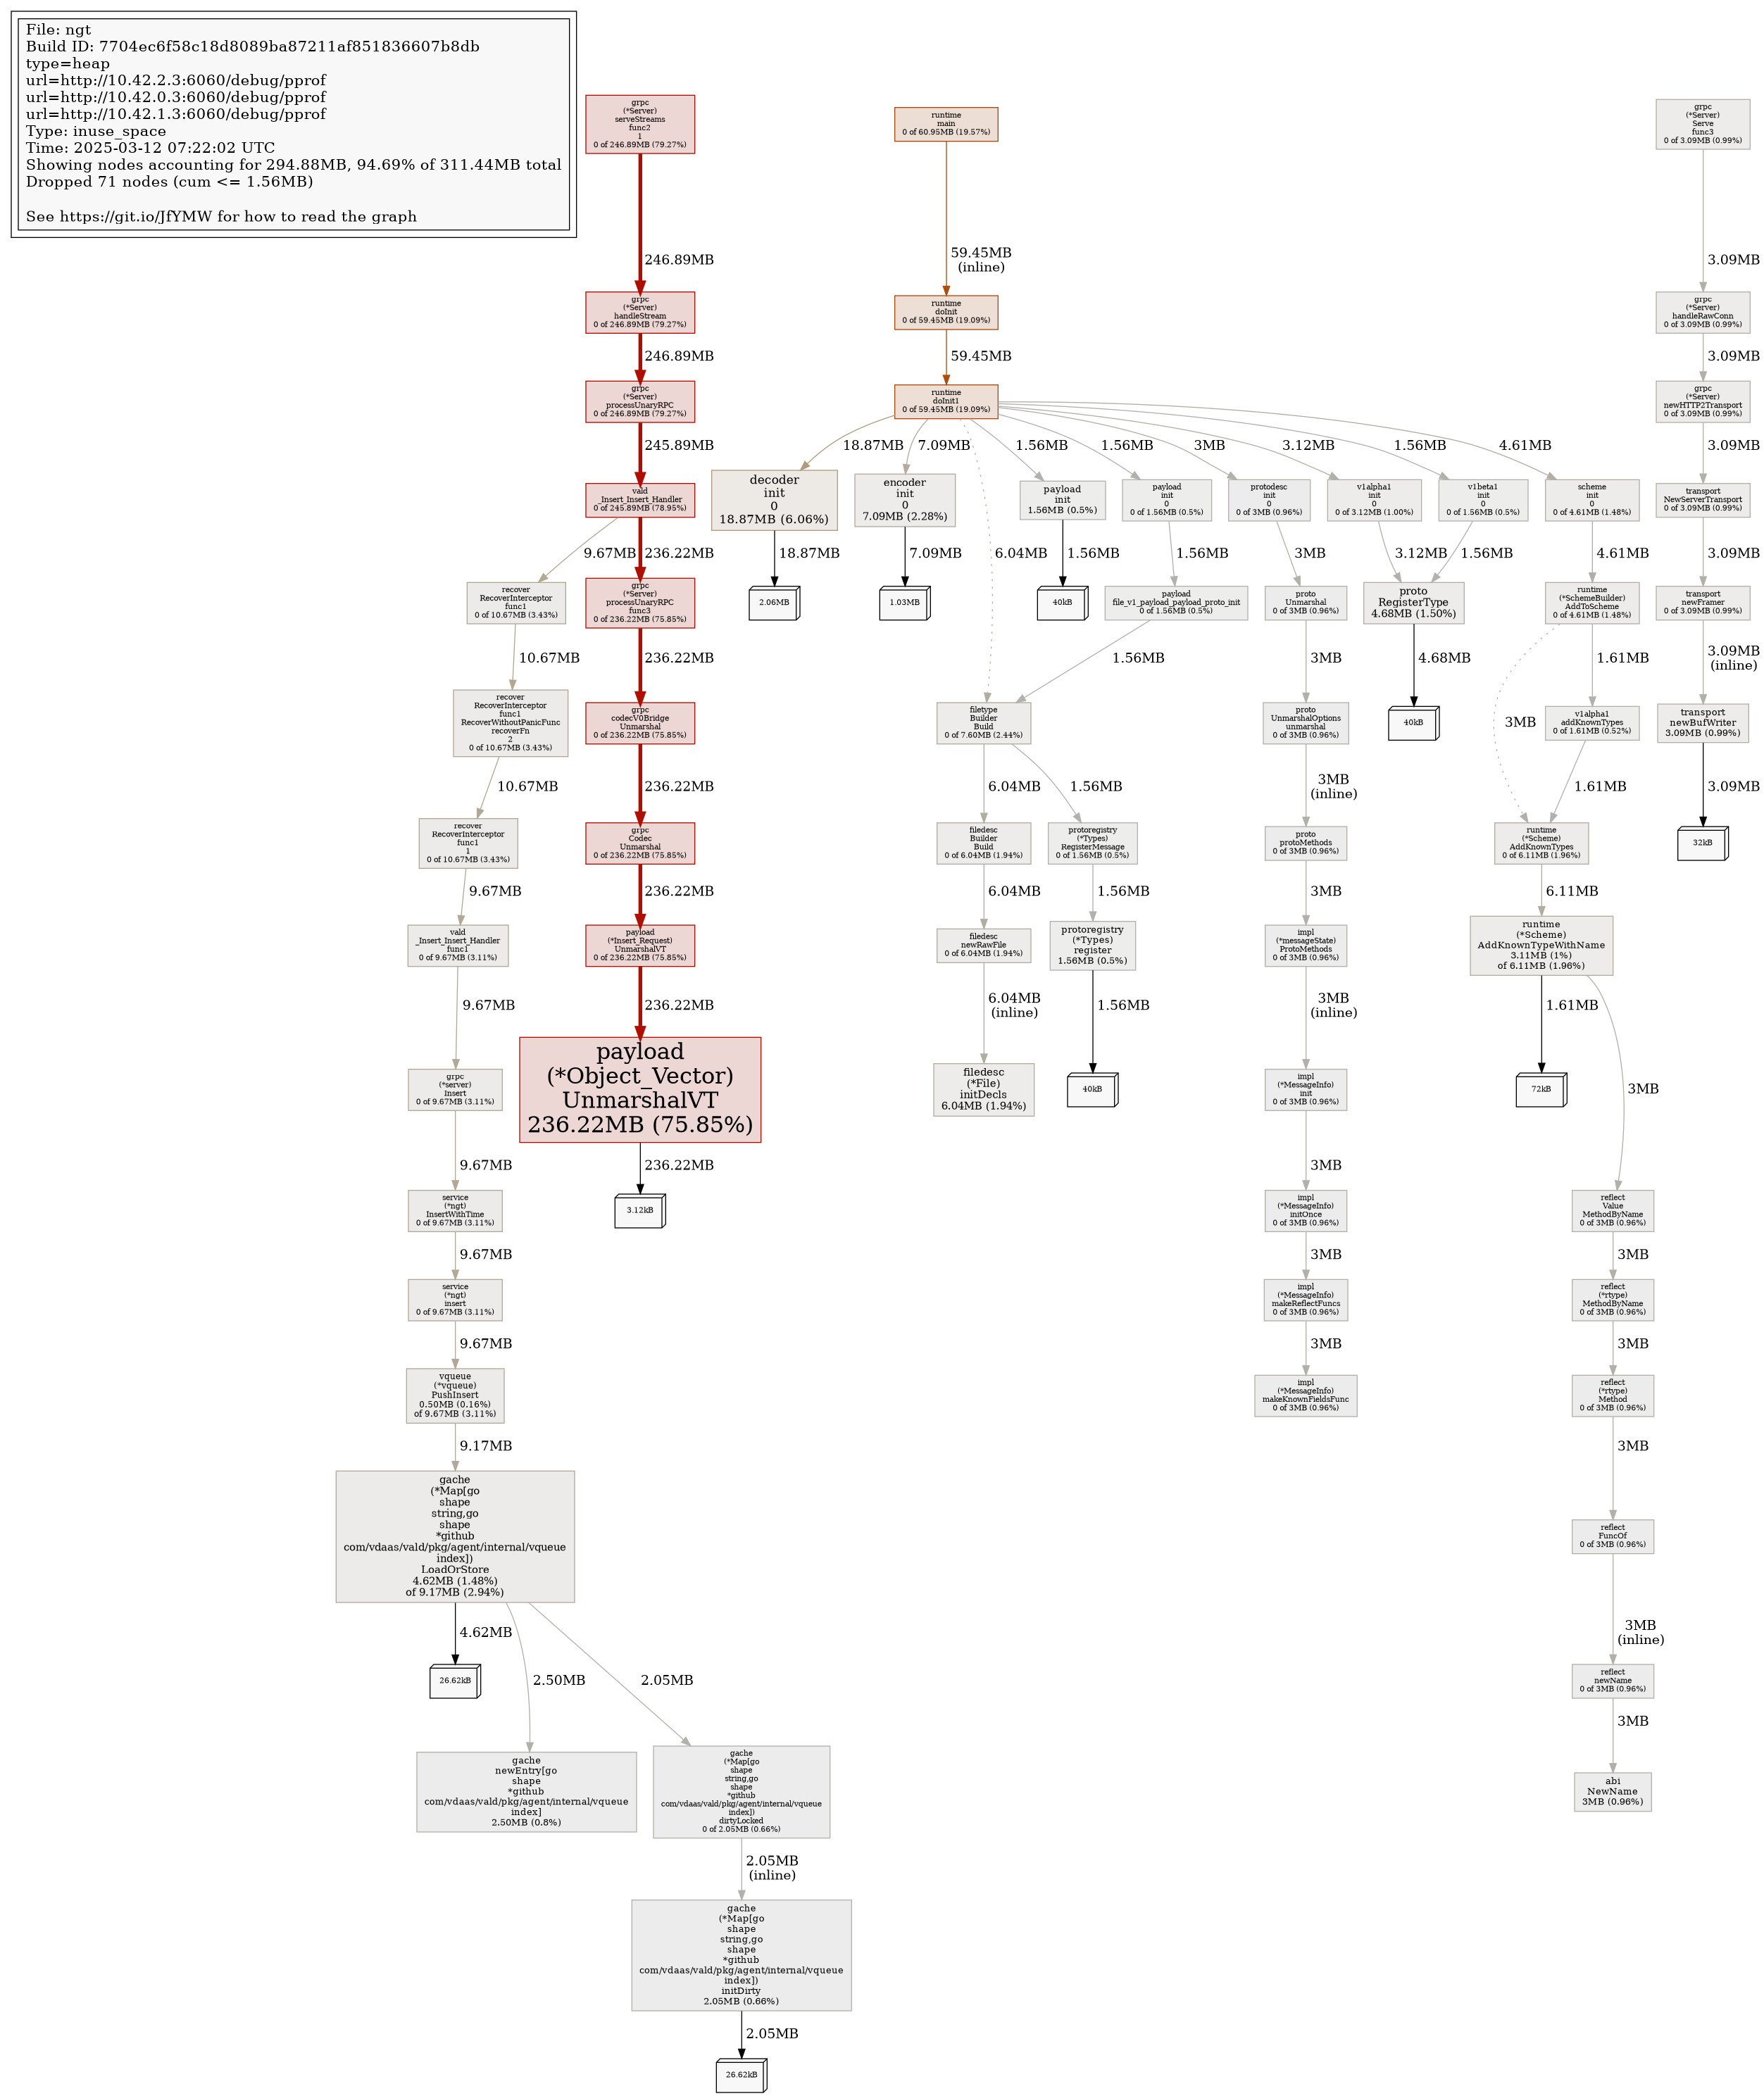 File: ngt
Build ID: 7704ec6f58c18d8089ba87211af851836607b8db
type=heap
url=http://10.42.2.3:6060/debug/pprof
url=http://10.42.0.3:6060/debug/pprof
url=http://10.42.1.3:6060/debug/pprof
Type: inuse_space
Time: 2025-03-12 07:22:02 UTC
Showing nodes accounting for 294.88MB, 94.69% of 311.44MB total
Dropped 71 nodes (cum <= 1.56MB)
See https://git.io/JfYMW for how to read the graph
grpc
(*Server)
serveStreams
func2
1
0 of 246.89MB (79.27%)
246.89MB
grpc
(*Server)
handleStream
0 of 246.89MB (79.27%)
246.89MB
grpc
(*Server)
processUnaryRPC
0 of 246.89MB (79.27%)
245.89MB
vald
_Insert_Insert_Handler
0 of 245.89MB (78.95%)
9.67MB
236.22MB
recover
RecoverInterceptor
func1
0 of 10.67MB (3.43%)
10.67MB
recover
RecoverInterceptor
func1
RecoverWithoutPanicFunc
recoverFn
2
0 of 10.67MB (3.43%)
10.67MB
recover
RecoverInterceptor
func1
1
0 of 10.67MB (3.43%)
9.67MB
vald
_Insert_Insert_Handler
func1
0 of 9.67MB (3.11%)
9.67MB
grpc
(*server)
Insert
0 of 9.67MB (3.11%)
9.67MB
service
(*ngt)
InsertWithTime
0 of 9.67MB (3.11%)
9.67MB
service
(*ngt)
insert
0 of 9.67MB (3.11%)
9.67MB
vqueue
(*vqueue)
PushInsert
0.50MB (0.16%)
of 9.67MB (3.11%)
9.17MB
gache
(*Map[go
shape
string,go
shape
*github
com/vdaas/vald/pkg/agent/internal/vqueue
index])
LoadOrStore
4.62MB (1.48%)
of 9.17MB (2.94%)
4.62MB
26.62kB
2.50MB
gache
newEntry[go
shape
*github
com/vdaas/vald/pkg/agent/internal/vqueue
index]
2.50MB (0.8%)
2.05MB
gache
(*Map[go
shape
string,go
shape
*github
com/vdaas/vald/pkg/agent/internal/vqueue
index])
dirtyLocked
0 of 2.05MB (0.66%)
2.05MB
(inline)
gache
(*Map[go
shape
string,go
shape
*github
com/vdaas/vald/pkg/agent/internal/vqueue
index])
initDirty
2.05MB (0.66%)
2.05MB
26.62kB
grpc
(*Server)
processUnaryRPC
func3
0 of 236.22MB (75.85%)
236.22MB
grpc
codecV0Bridge
Unmarshal
0 of 236.22MB (75.85%)
236.22MB
grpc
Codec
Unmarshal
0 of 236.22MB (75.85%)
236.22MB
payload
(*Insert_Request)
UnmarshalVT
0 of 236.22MB (75.85%)
236.22MB
payload
(*Object_Vector)
UnmarshalVT
236.22MB (75.85%)
236.22MB
3.12kB
runtime
main
0 of 60.95MB (19.57%)
59.45MB
(inline)
runtime
doInit
0 of 59.45MB (19.09%)
59.45MB
runtime
doInit1
0 of 59.45MB (19.09%)
18.87MB
7.09MB
6.04MB
1.56MB
1.56MB
3MB
3.12MB
1.56MB
4.61MB
decoder
init
0
18.87MB (6.06%)
18.87MB
2.06MB
encoder
init
0
7.09MB (2.28%)
7.09MB
1.03MB
payload
init
1.56MB (0.5%)
1.56MB
40kB
payload
init
0
0 of 1.56MB (0.5%)
1.56MB
payload
file_v1_payload_payload_proto_init
0 of 1.56MB (0.5%)
1.56MB
filetype
Builder
Build
0 of 7.60MB (2.44%)
6.04MB
1.56MB
filedesc
Builder
Build
0 of 6.04MB (1.94%)
6.04MB
filedesc
newRawFile
0 of 6.04MB (1.94%)
6.04MB
(inline)
filedesc
(*File)
initDecls
6.04MB (1.94%)
protoregistry
(*Types)
RegisterMessage
0 of 1.56MB (0.5%)
1.56MB
protoregistry
(*Types)
register
1.56MB (0.5%)
1.56MB
40kB
protodesc
init
0
0 of 3MB (0.96%)
3MB
proto
Unmarshal
0 of 3MB (0.96%)
3MB
proto
UnmarshalOptions
unmarshal
0 of 3MB (0.96%)
3MB
(inline)
proto
protoMethods
0 of 3MB (0.96%)
3MB
impl
(*messageState)
ProtoMethods
0 of 3MB (0.96%)
3MB
(inline)
impl
(*MessageInfo)
init
0 of 3MB (0.96%)
3MB
impl
(*MessageInfo)
initOnce
0 of 3MB (0.96%)
3MB
impl
(*MessageInfo)
makeReflectFuncs
0 of 3MB (0.96%)
3MB
impl
(*MessageInfo)
makeKnownFieldsFunc
0 of 3MB (0.96%)
v1alpha1
init
0
0 of 3.12MB (1.00%)
3.12MB
v1beta1
init
0
0 of 1.56MB (0.5%)
1.56MB
proto
RegisterType
4.68MB (1.50%)
4.68MB
40kB
scheme
init
0
0 of 4.61MB (1.48%)
4.61MB
runtime
(*SchemeBuilder)
AddToScheme
0 of 4.61MB (1.48%)
3MB
1.61MB
v1alpha1
addKnownTypes
0 of 1.61MB (0.52%)
1.61MB
runtime
(*Scheme)
AddKnownTypes
0 of 6.11MB (1.96%)
6.11MB
runtime
(*Scheme)
AddKnownTypeWithName
3.11MB (1%)
of 6.11MB (1.96%)
1.61MB
72kB
3MB
reflect
Value
MethodByName
0 of 3MB (0.96%)
3MB
reflect
(*rtype)
MethodByName
0 of 3MB (0.96%)
3MB
reflect
(*rtype)
Method
0 of 3MB (0.96%)
3MB
reflect
FuncOf
0 of 3MB (0.96%)
3MB
(inline)
reflect
newName
0 of 3MB (0.96%)
3MB
abi
NewName
3MB (0.96%)
grpc
(*Server)
Serve
func3
0 of 3.09MB (0.99%)
3.09MB
grpc
(*Server)
handleRawConn
0 of 3.09MB (0.99%)
3.09MB
grpc
(*Server)
newHTTP2Transport
0 of 3.09MB (0.99%)
3.09MB
transport
NewServerTransport
0 of 3.09MB (0.99%)
3.09MB
transport
newFramer
0 of 3.09MB (0.99%)
3.09MB
(inline)
transport
newBufWriter
3.09MB (0.99%)
3.09MB
32kB